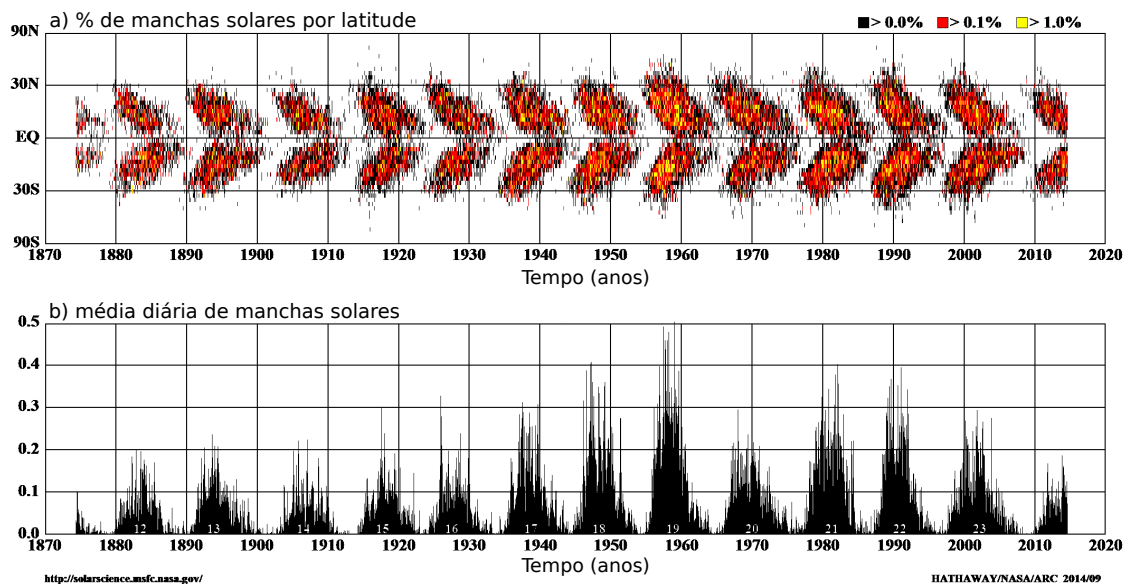 a) % de manchas solares por latitude
> 0.0% > 0.1% > 1.0%
90N
30N
EQ
30S
90S
1870 1880 1890 1900 1910 1920 1930 1940 1950 1960 1970 1980 1990 2000 2010 2020
Tempo (anos)
b) média diária de manchas solares
0.5
0.4
0.3
0.2
0.1
0.0
12 13 14 15 16 17 18 19 20 21 22 23
1870 1880 1890 1900 1910 1920 1930 1940 1950 1960 1970 1980 1990 2000 2010 2020
Tempo (anos)
http://solarscience.msfc.nasa.gov/ HATHAWAY/NASA/ARC 2014/09